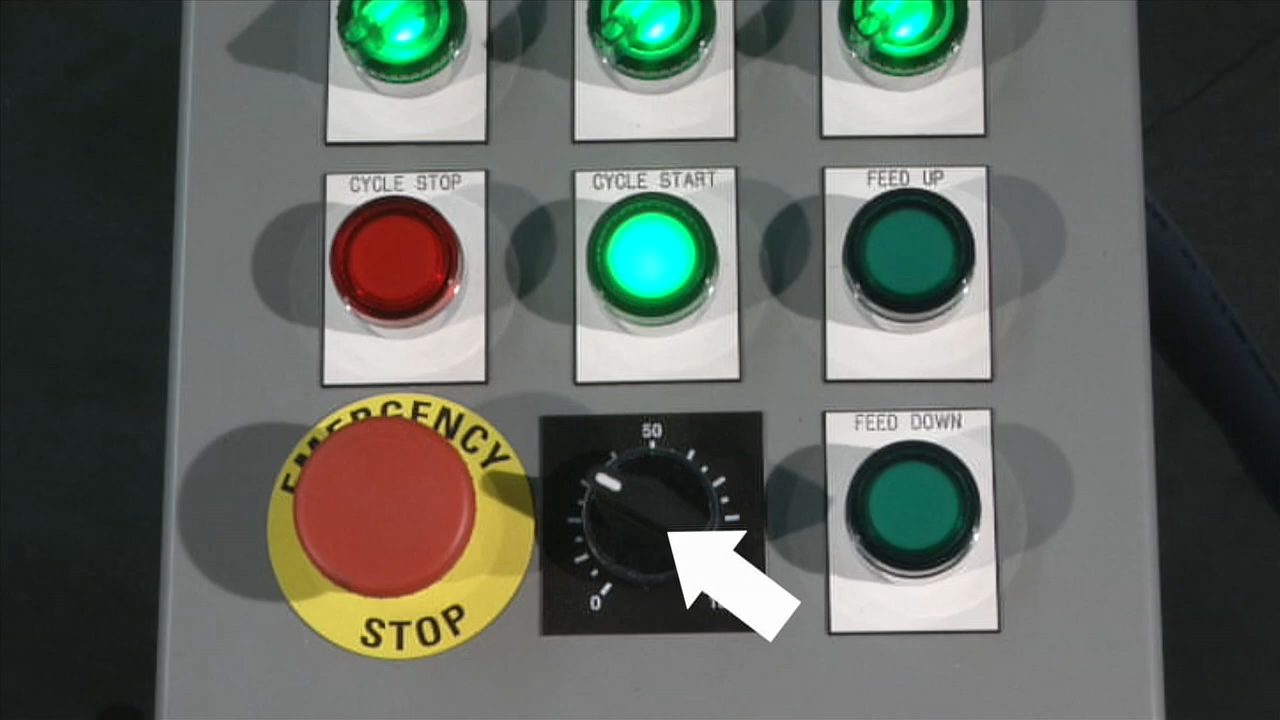 CYCLE STOP
CYCLE START
FEED UP
EMERGENCY
STOP
50
0
FEED DOWN